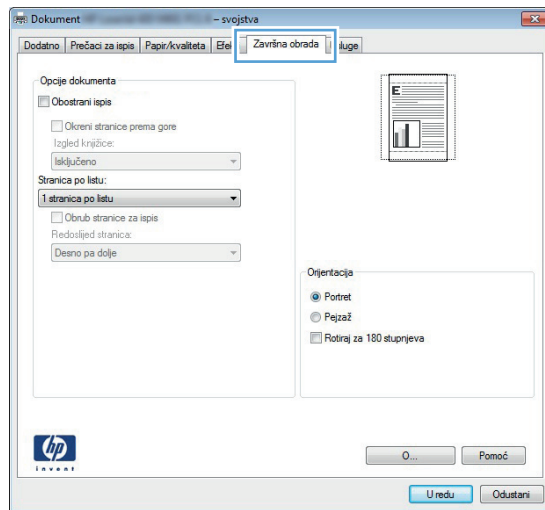 Dokument – svojstva
Dodatno Prečaci za ispis Papir/kvaliteta Završna obrada
Opcije dokumenta
Obostrani ispis
Okreni stranice prema gore
Izgled knjižice:
Isključeno
Stranica po listu:
1 stranica po listu
Obrub stranice za ispis
Redoslijed stranica:
Desno pa dolje
E
Orijentacija
Portret
Pejzaž
Rotiraj za 180 stupnjeva
hp
invent
O... Pomoć
U redu Odustani